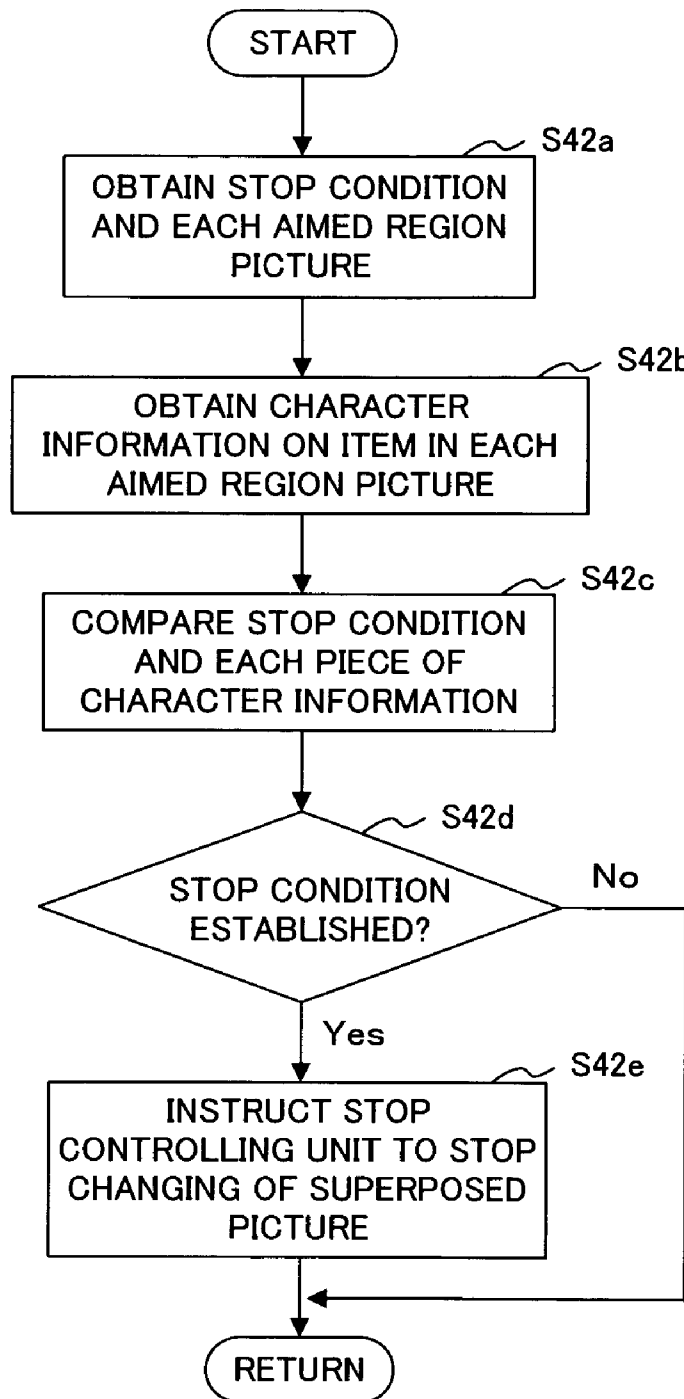 START
S42a
OBTAIN STOP CONDITION
AND EACH AIMED REGION
PICTURE
S42b
OBTAIN CHARACTER
INFORMATION ON ITEM IN EACH
AIMED REGION PICTURE
S42c
COMPARE STOP CONDITION
AND EACH PIECE OF
CHARACTER INFORMATION
S42d
STOP CONDITION
ESTABLISHED?
No
Yes
S42e
INSTRUCT STOP
CONTROLLING UNIT TO STOP
CHANGING OF SUPERPOSED
PICTURE
RETURN